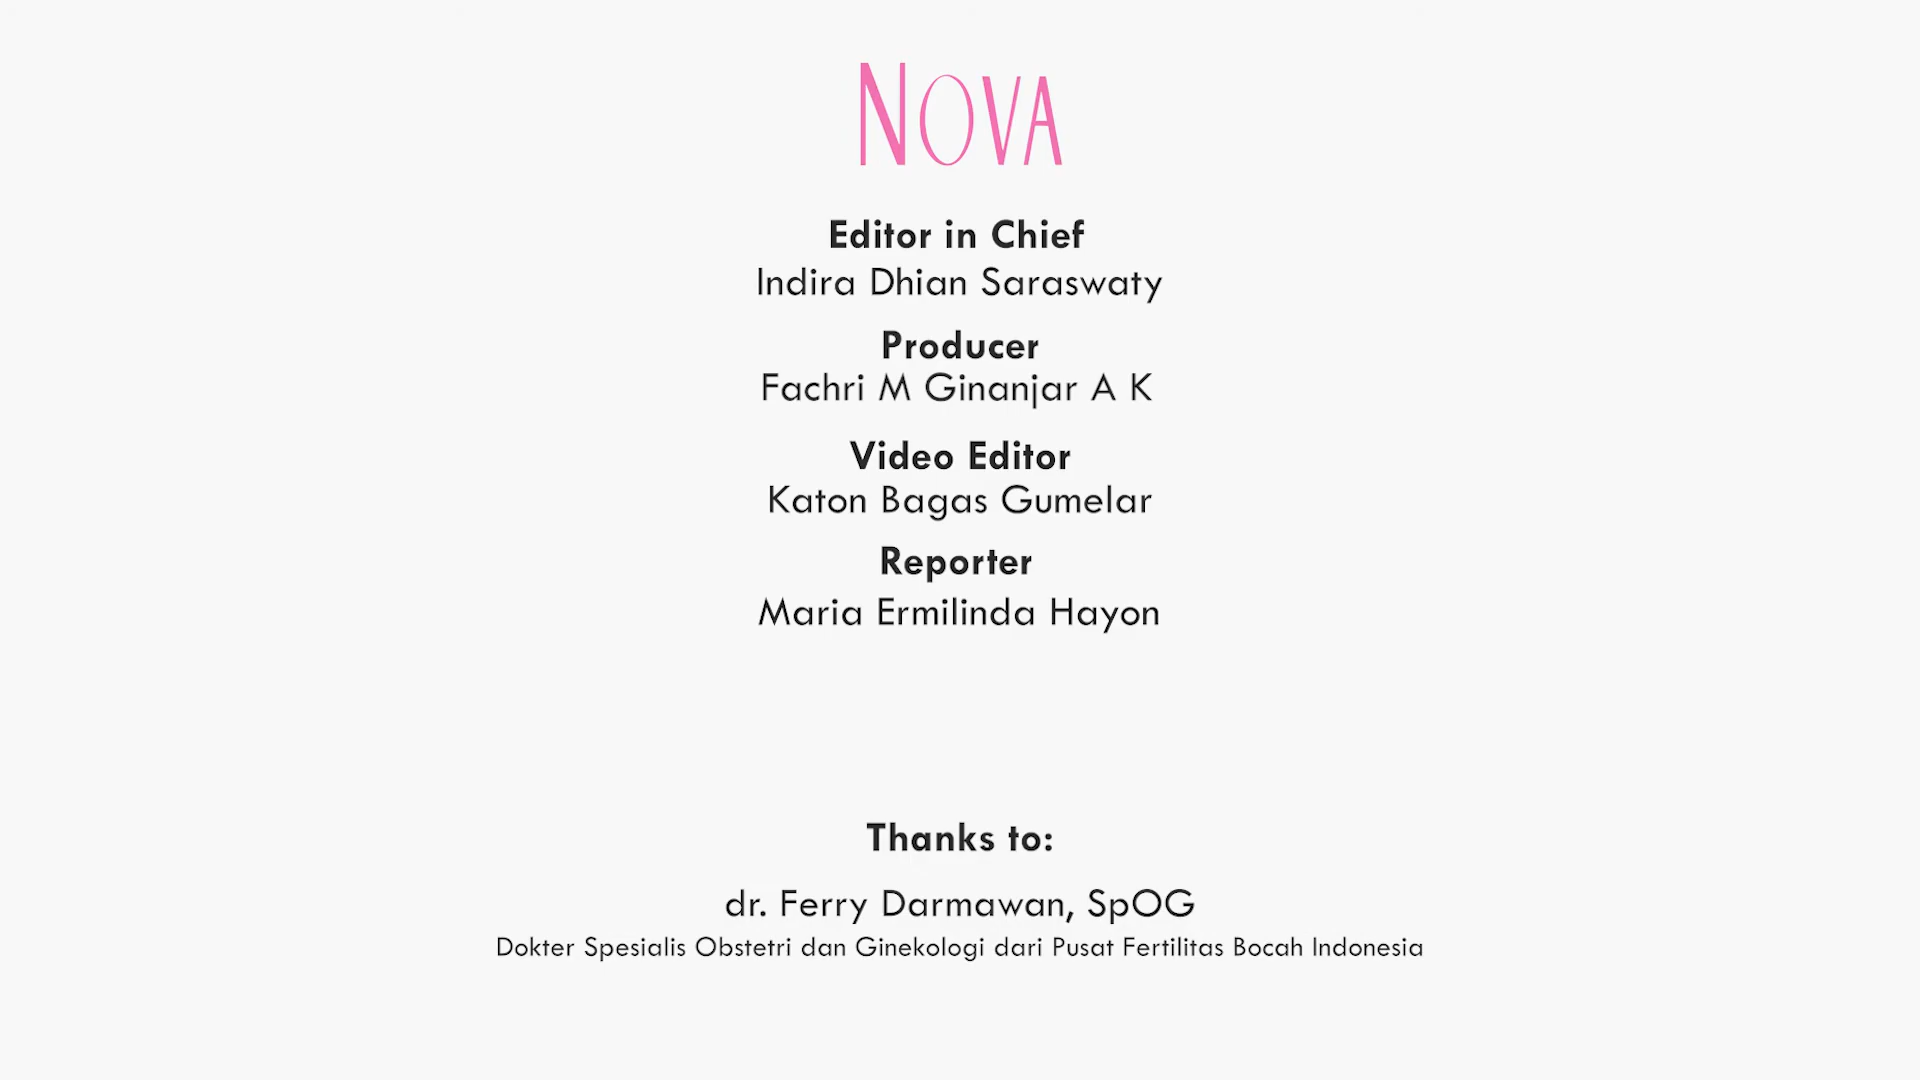 NOVA
Editor in Chief
Indira Dhian Saraswaty
Producer
Fachri M Ginanjar A K
Video Editor
Katon Bagas Gumelar
Reporter
Maria Ermilinda Hayon
Thanks to:
dr. Ferry Darmawan, SpOG
Dokter Spesialis Obstetri dan Ginekologi dari Pusat Fertilitas Bocah Indonesia